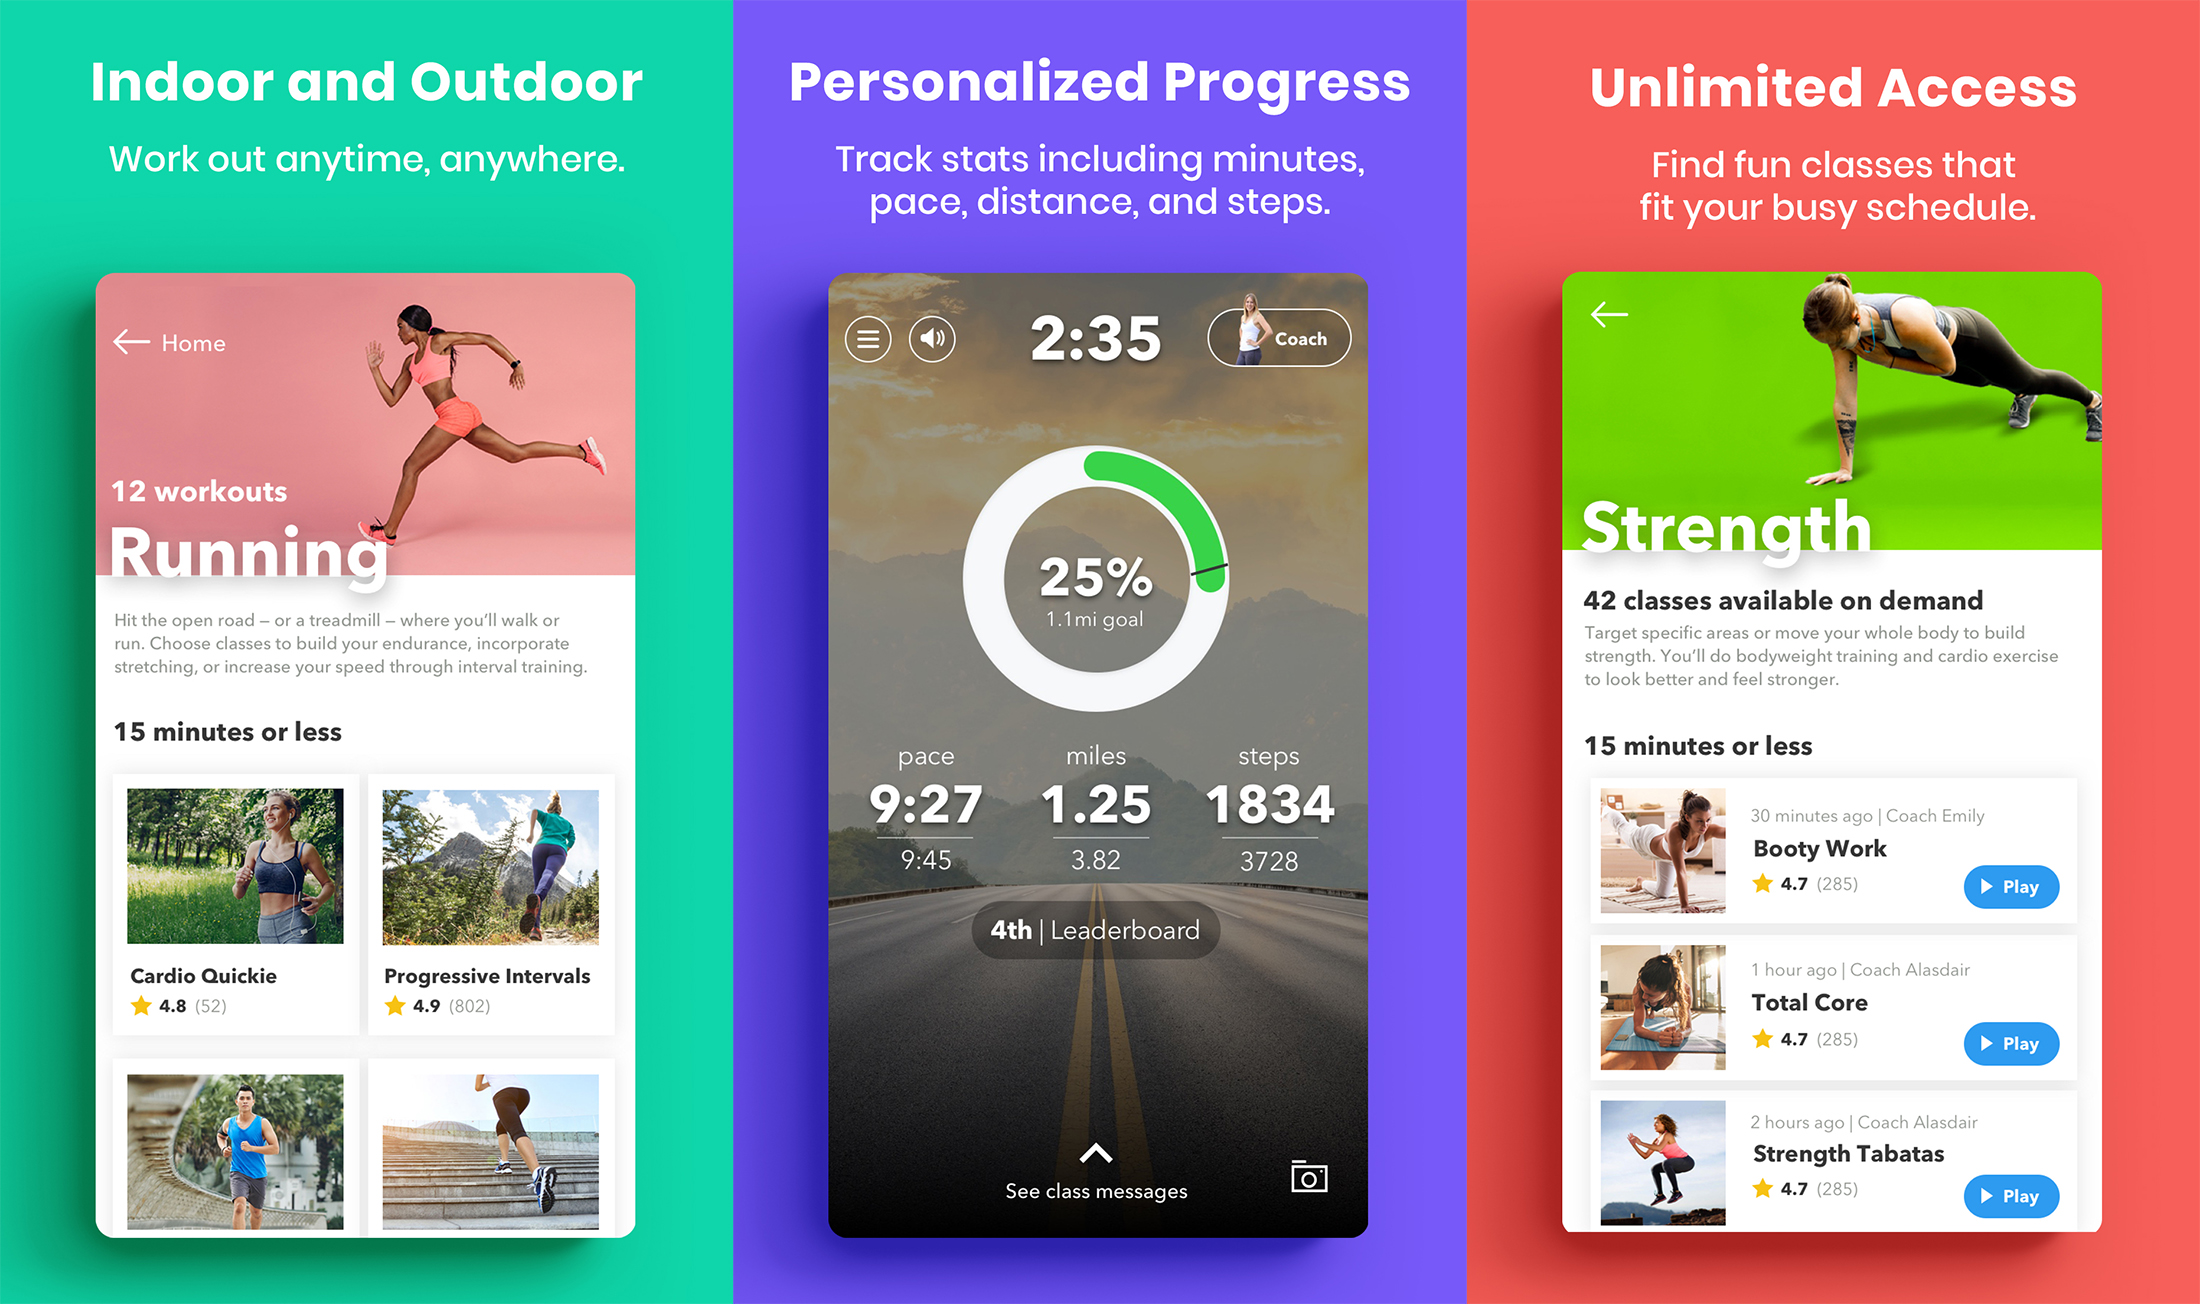 Indoor and Outdoor
Work out anytime, anywhere.
Home
12 workouts
Running
Hit the open road – or a treadmill – where you'll walk or
run. Choose classes to build your endurance, incorporate
stretching, or increase your speed through interval training.
15 minutes or less
Cardio Quickie
4.8 (52)
Progressive Intervals
4.9 (802)
Personalized Progress
Track stats including minutes,
pace, distance, and steps.
2:35
Coach
25%
1.1mi goal
pace
9:27
9:45
miles
1.25
3.82
steps
1834
3728
4th | Leaderboard
See class messages
Unlimited Access
Find fun classes that
fit your busy schedule.
Strength
42 classes available on demand
Target specific areas or move your whole body to build
strength. You'll do bodyweight training and cardio exercise
to look better and feel stronger.
15 minutes or less
30 minutes ago | Coach Emily
Booty Work
4.7 (285)
Play
1 hour ago | Coach Alasdair
Total Core
4.7 (285)
Play
2 hours ago | Coach Alasdair
Strength Tabatas
4.7 (285)
Play